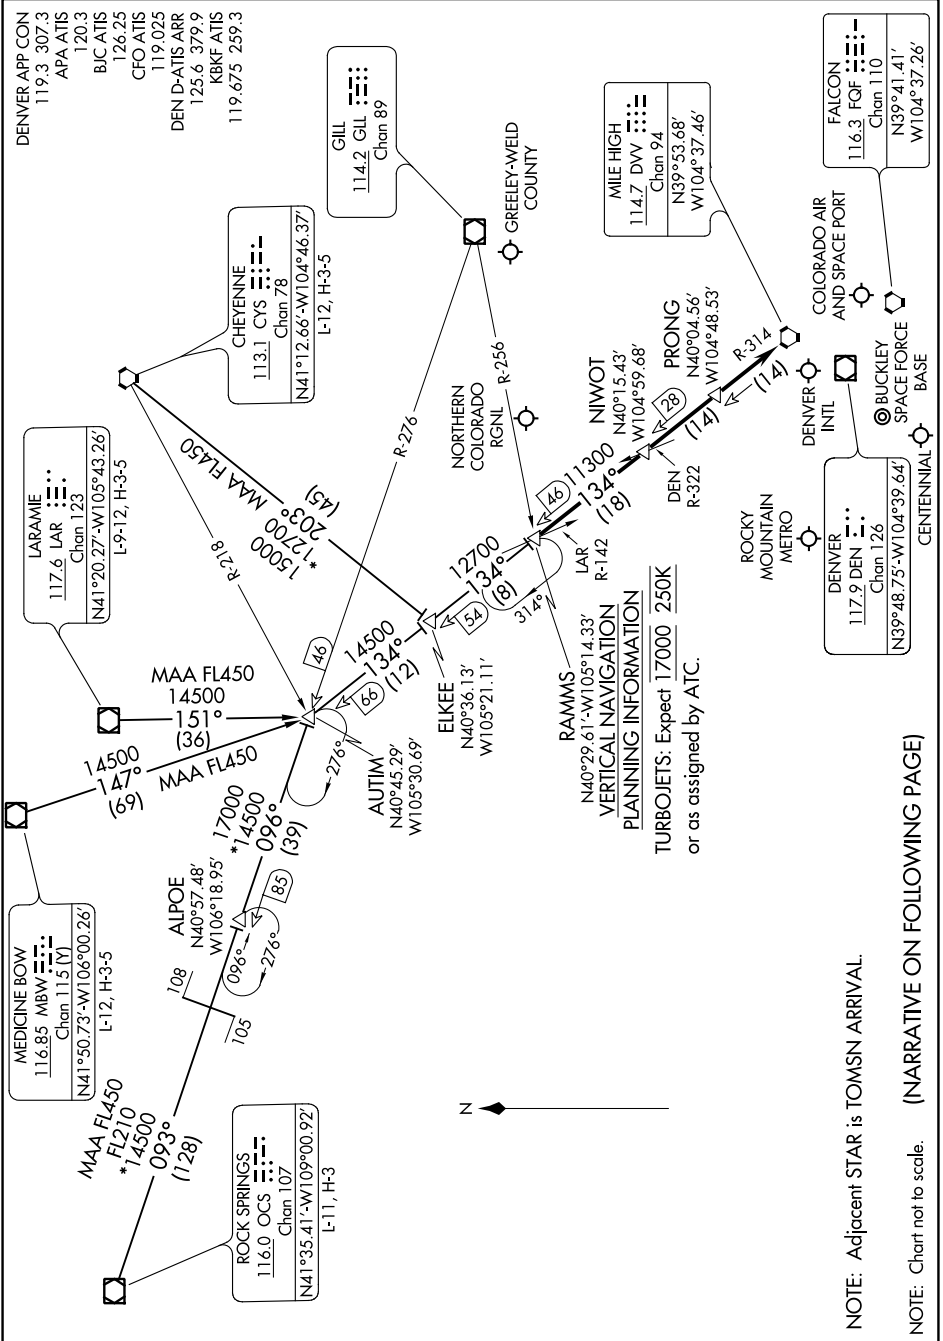 DENVER APP CON
119.3 307.3
APA ATIS
120.3
BJC ATIS
126.25
CFO ATIS
119.025
DEN D-ATIS ARR
125.6 379.9
KBKF ATIS
119.675 259.3
GILL
114.2 GLL
Chan 89
GREELEY-WELD
COUNTY
CHEYENNE
113.1 CYS
Chan 78
N41°12.66'-W104°46.37'
L-12, H-3-5
LARAMIE
117.6 LAR
Chan 123
N41°20.27'-W105°43.26'
L-9-12, H-3-5
MEDICINE BOW
116.85 MBW
Chan 115 (Y)
N41°50.73'-W106°00.26'
L-12, H-3-5
ROCK SPRINGS
116.0 OCS
Chan 107
N41°35.41'-W109°00.92'
L-11, H-3
MAA FL450
FL210
*14500
093°
(128)
108
105
ALPOE
N40°57.48'
W106°18.95'
096°
276°
85
17000
*14500
096°
(39)
14500
147°
(69)
MAA FL450
MAA FL450
14500
151°
(36)
R-218
MAA FL450
15000
*12700
203°
(45)
R-276
R-256
46
276°
AUTIM
N40°45.29'
W105°30.69'
66
14500
134°
(12)
ELKEE
N40°36.13'
W105°21.11'
54
12700
134°
(8)
314°
RAMMS
N40°29.61'-W105°14.33'
LAR
R-142
46
11300
134°
(18)
NIWOT
N40°15.43'
W104°59.68'
DEN
R-322
28
(14)
PRONG
N40°04.56'
W104°48.53'
R-314
(14)
NORTHERN
COLORADO
RGNL
MILE HIGH
114.7 DVV
Chan 94
N39°53.68'
W104°37.46'
FALCON
116.3 FQF
Chan 110
N39°41.41'
W104°37.26'
COLORADO AIR
AND SPACE PORT
DENVER
INTL
BUCKLEY
SPACE FORCE
BASE
CENTENNIAL
ROCKY
MOUNTAIN
METRO
DENVER
117.9 DEN
Chan 126
N39°48.75'-W104°39.64'
VERTICAL NAVIGATION
PLANNING INFORMATION
TURBOJETS: Expect 17000 250K
or as assigned by ATC.
N
NOTE: Adjacent STAR is TOMSN ARRIVAL.
NOTE: Chart not to scale.
(NARRATIVE ON FOLLOWING PAGE)